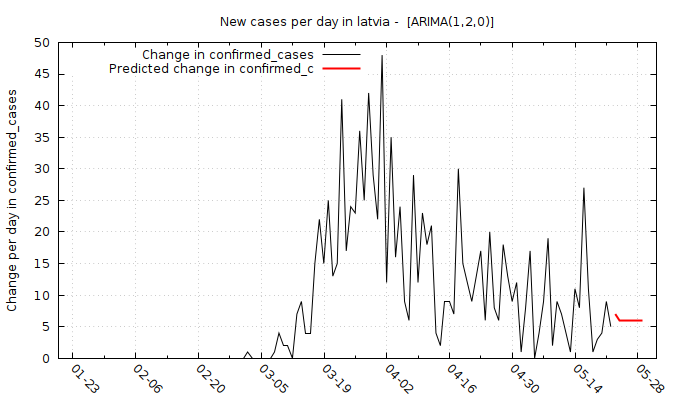 New cases per day in latvia -  [ARIMA(1,2,0)]
Change in confirmed_cases
Predicted change in confirmed_c
Change per day in confirmed_cases
50
45
40
35
30
25
20
15
10
5
0
01-23 02-06 02-20 03-05 03-19 04-02 04-16 04-30 05-14 05-28